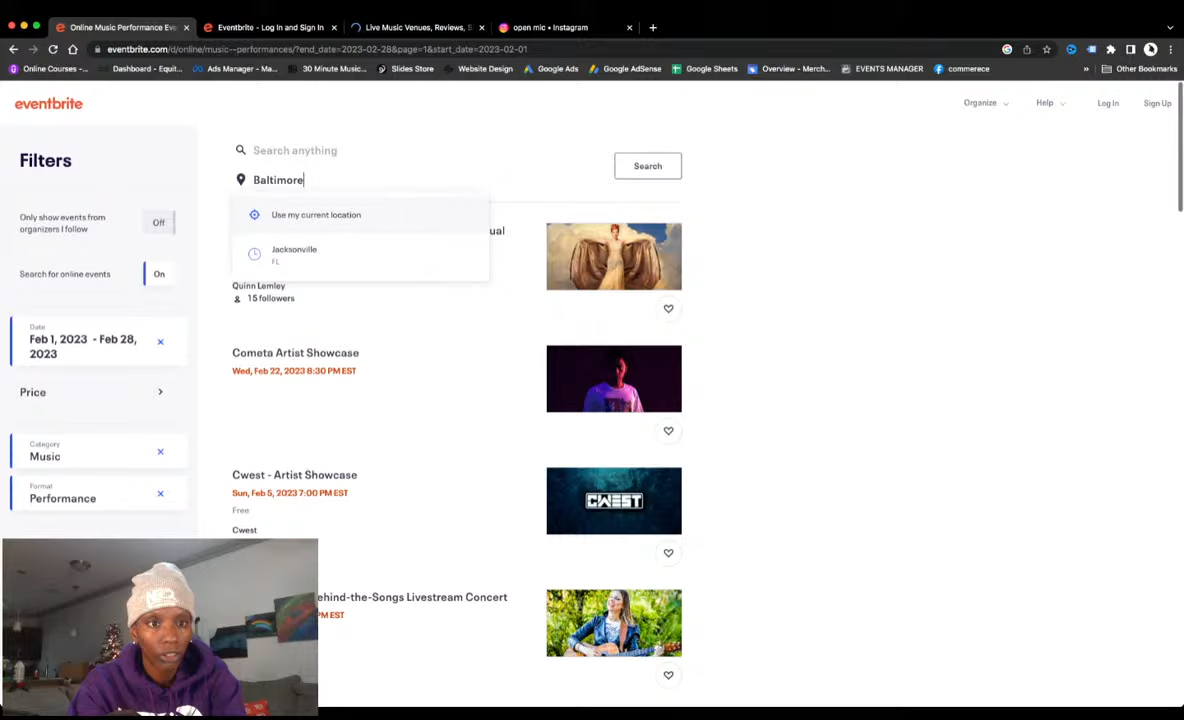 Online Music Performance Eve
Eventbrite - Log In and Sign In
Live Music Venues, Reviews, S
open mic • Instagram
eventbrite.com/d/online/music--performances/?end_date=2023-02-28&page=1&start_date=2023-02-01
Online Courses -...
Dashboard - Equit...
Ads Manager - Ma...
30 Minute Music...
Slides Store
Website Design
Google Ads
Google AdSense
Google Sheets
Overview - Merch...
EVENTS MANAGER
commerece
»
Other Bookmarks
eventbrite
Organize
Help
Log In
Sign Up
Filters
Only show events from
organizers I follow
Off
Search for online events
On
Date
Feb 1, 2023 - Feb 28,
2023
Price
Category
Music
Format
Performance
Search anything
Baltimore
Search
Use my current location
Jacksonville
FL
ual
Quinn Lemley
15 followers
Cometa Artist Showcase
Wed, Feb 22, 2023 8:30 PM EST
Cwest - Artist Showcase
Sun, Feb 5, 2023 7:00 PM EST
Free
Cwest
CWEST
ehind-the-Songs Livestream Concert
PM EST